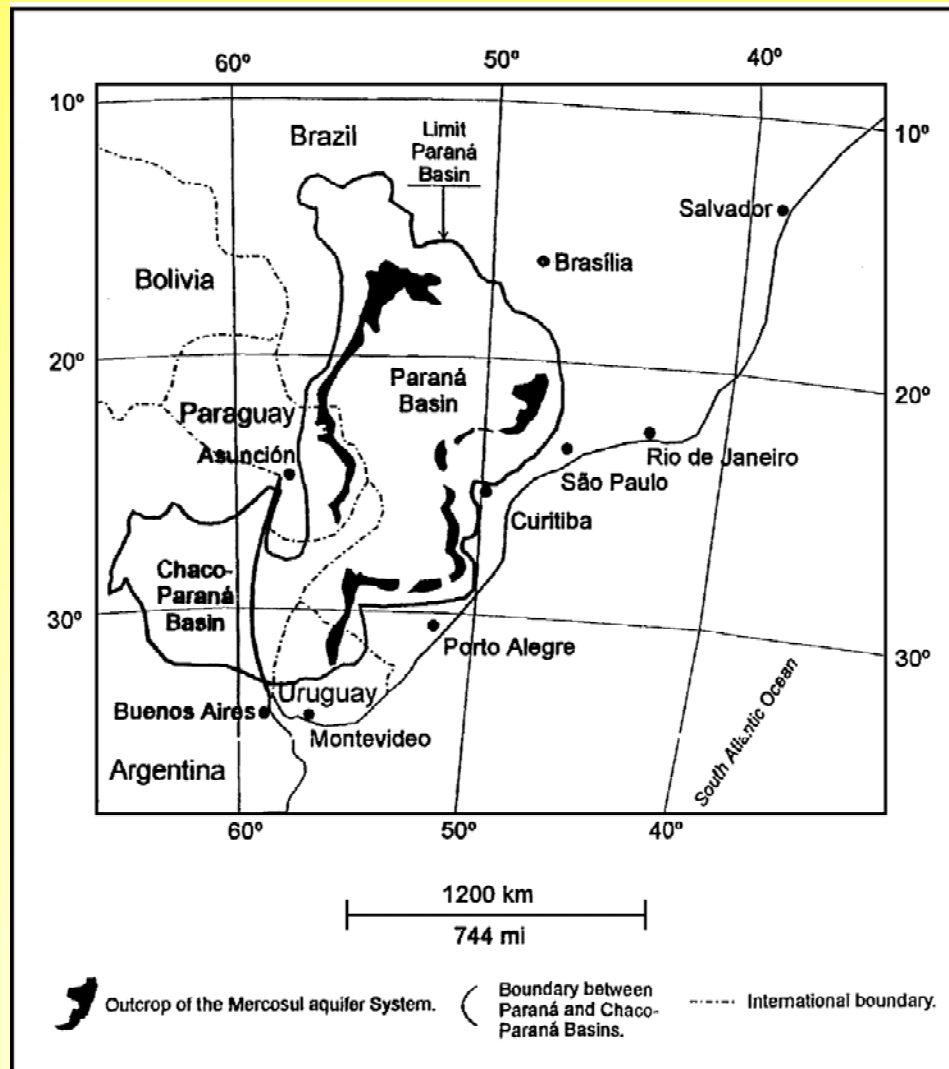 60º 50º 40º
10º
10º
Brazil
Limit
Paraná
Basin
Salvador
Brasília
Bolivia
20º
20º
Paraná
Basin
Paraguay
Asunción
Rio de Janeiro
São Paulo
Curitiba
Chaco-
Paraná
Basin
30º
30º
Porto Alegre
Uruguay
Buenos Aires
Montevideo
Argentina
South Atlantic Ocean
60º 50º 40º
1200 km
744 mi
Outcrop of the Mercosul aquifer System.
Boundary between
Paraná and Chaco-
Paraná Basins.
International boundary.